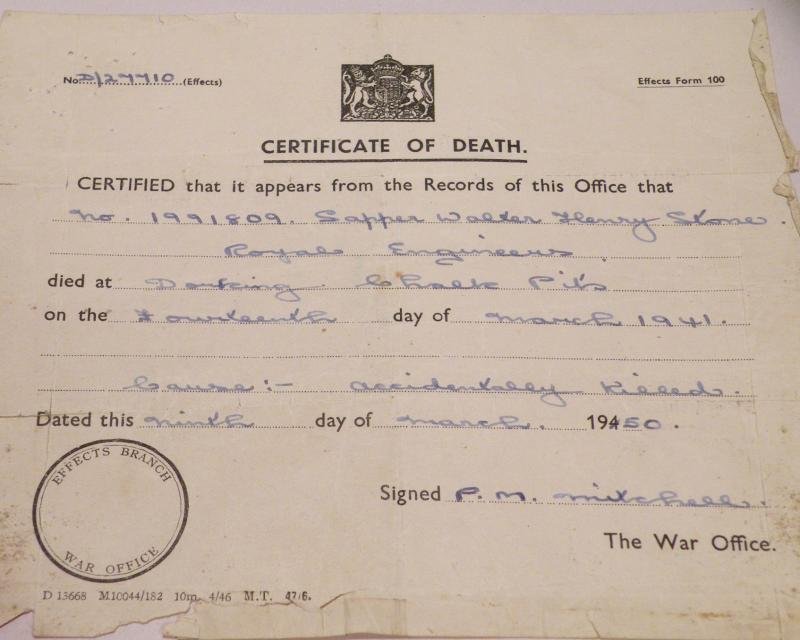 No. D/27710 (Effects)
Effects Form 100
CERTIFICATE OF DEATH.
CERTIFIED that it appears from the Records of this Office that
No. 1991809. Sapper Walter Henry Stone.
Royal Engineers
died at Dorking Chalk Pits
on the Fourteenth day of March 1941.
Cause:- Accidentally Killed.
Dated this ninth day of March. 19450.
EFFECTS BRANCH
WAR OFFICE
Signed P. M. Mitchell.
The War Office.
D 13668 M10044/182 10m. 4/46 M.T. 47/6.